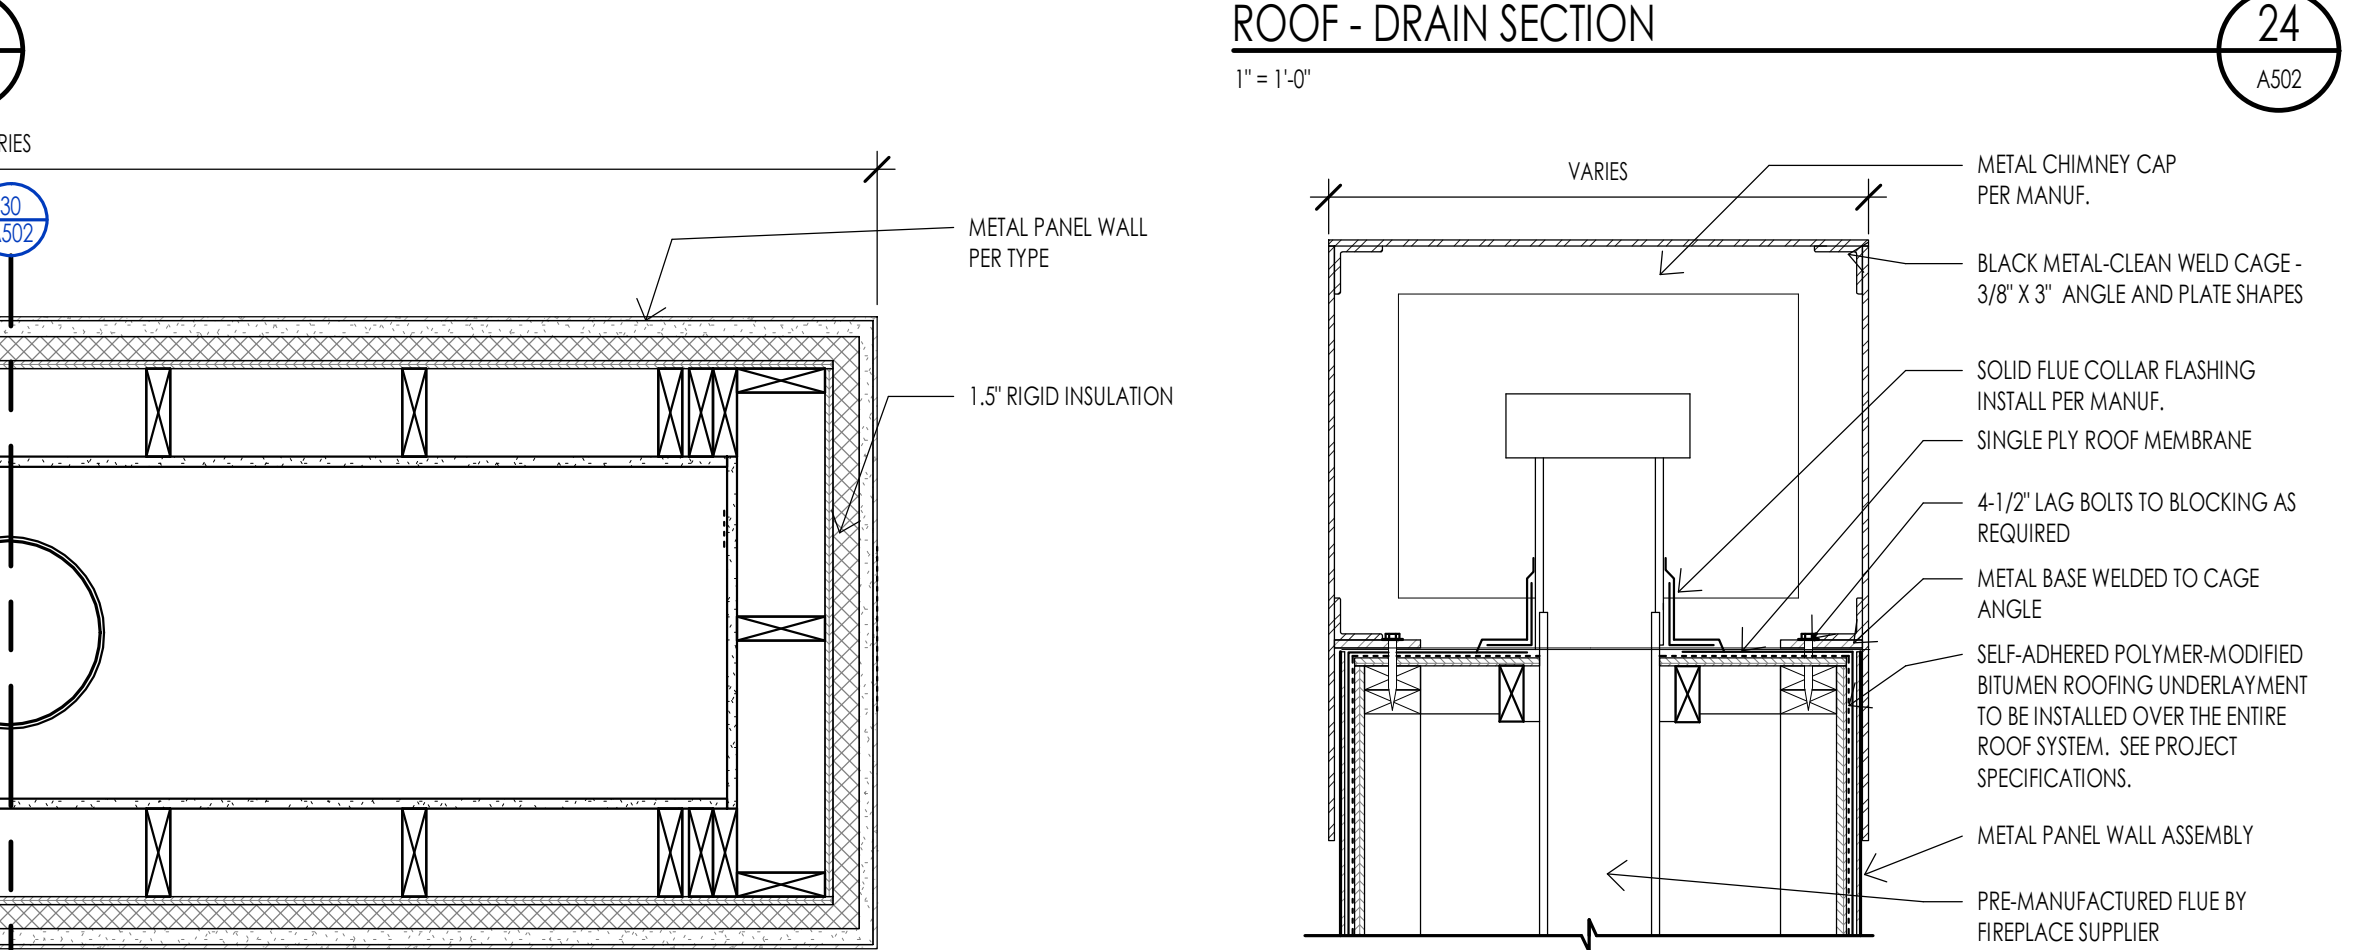 ROOF - DRAIN SECTION
24
A502
1" = 1'-0"
VARIES
30
METAL PANEL WALL
PER TYPE
1.5" RIGID INSULATION
VARIES
METAL CHIMNEY CAP
PER MANUF.
BLACK METAL-CLEAN WELD CAGE -
3/8" X 3" ANGLE AND PLATE SHAPES
SOLID FLUE COLLAR FLASHING
INSTALL PER MANUF.
SINGLE PLY ROOF MEMBRANE
4-1/2" LAG BOLTS TO BLOCKING AS
REQUIRED
METAL BASE WELDED TO CAGE
ANGLE
SELF-ADHERED POLYMER-MODIFIED
BITUMEN ROOFING UNDERLAYMENT
TO BE INSTALLED OVER THE ENTIRE
ROOF SYSTEM. SEE PROJECT
SPECIFICATIONS.
METAL PANEL WALL ASSEMBLY
PRE-MANUFACTURED FLUE BY
FIREPLACE SUPPLIER